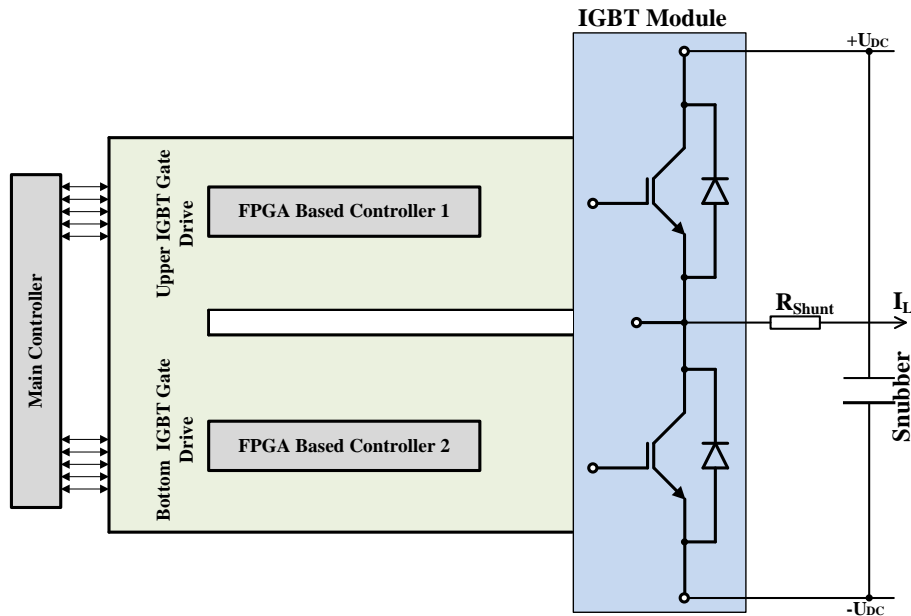 IGBT Module
+UDC
Main Controller
Upper IGBT Gate
Drive
FPGA Based Controller 1
RShunt
IL
Snubber
Bottom IGBT Gate
Drive
FPGA Based Controller 2
-UDC